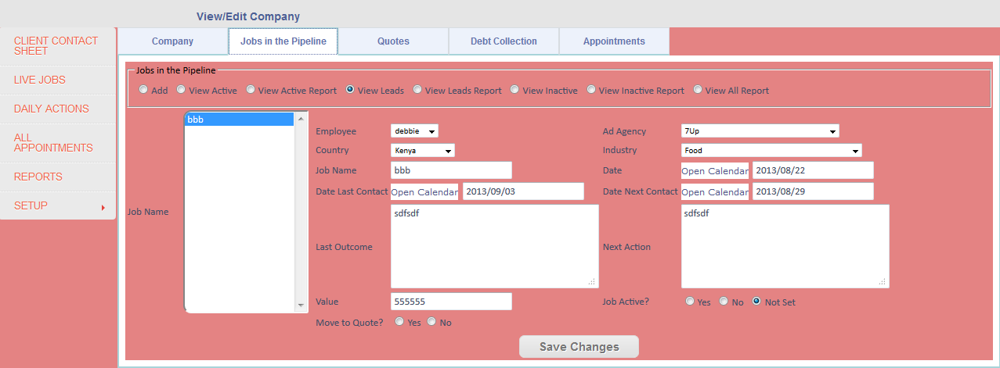 View/Edit Company
CLIENT CONTACT
SHEET
LIVE JOBS
DAILY ACTIONS
ALL
APPOINTMENTS
REPORTS
SETUP
Company Jobs in the Pipeline Quotes Debt Collection Appointments
Jobs in the Pipeline
Add View Active View Active Report View Leads View Leads Report View Inactive View Inactive Report View All Report
Job Name
bbb
Employee debbie Ad Agency 7Up
Country Kenya Industry Food
Job Name bbb Date Open Calendar 2013/08/22
Date Last Contact Open Calendar 2013/09/03 Date Next Contact Open Calendar 2013/08/29
Last Outcome sdfsdf Next Action sdfsdf
Value 555555 Job Active? Yes No Not Set
Move to Quote? Yes No
Save Changes